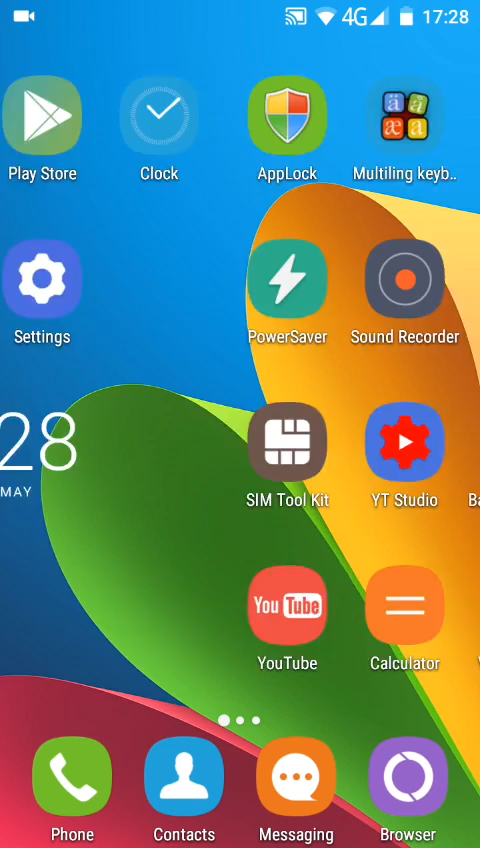 4G 17:28
Play Store
Clock
AppLock
Multiling keyb..
Settings
PowerSaver
Sound Recorder
28
MAY
SIM Tool Kit
YT Studio
Ba
You Tube
YouTube
Calculator
Phone
Contacts
Messaging
Browser